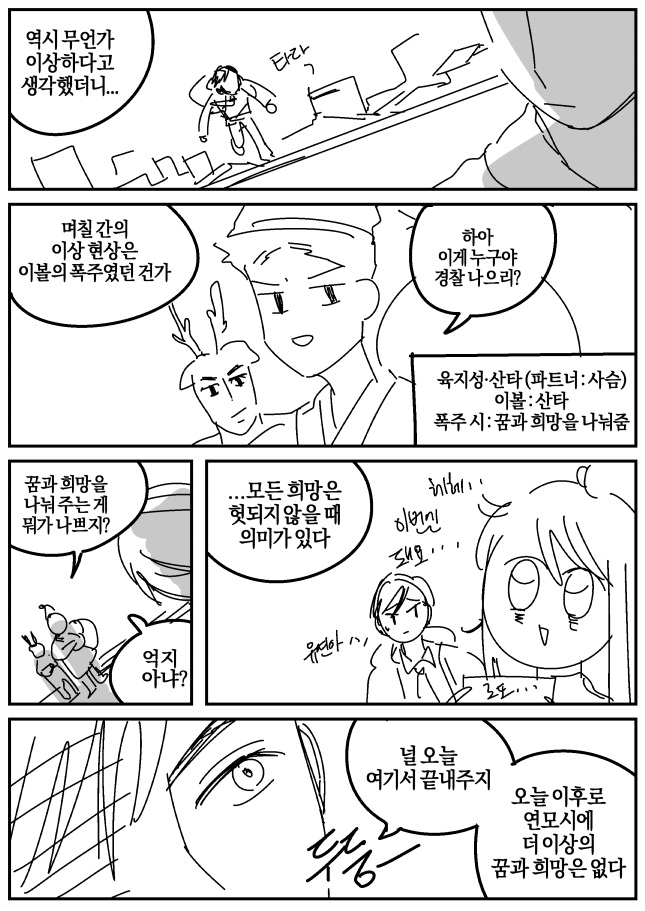 역시 무언가
이상하다고
생각했더니...
타락
며칠 간의
이상 현상은
이볼의 폭주였던 건가
하아
이게 누구야
경찰 나으리?
육지성·산타 (파트너 : 사슴)
이볼 : 산타
폭주 시 : 꿈과 희망을 나눠줌
꿈과 희망을
나눠 주는 게
뭐가 나쁘지?
억지
아냐?
...모든 희망은
헛되지 않을 때
의미가 있다
헤헤..
이번엔
돼요...
유연아...
로또...
널 오늘
여기서 끝내주지
오늘 이후로
연모시에
더 이상의
꿈과 희망은 없다
두둥